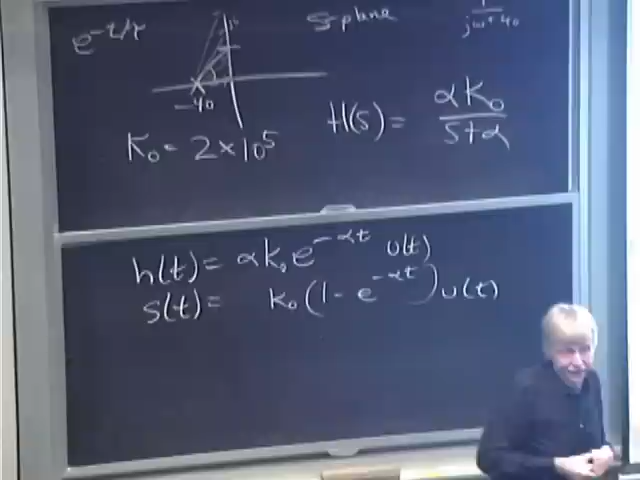 e^{-t/τ}
s-plane
1/(jω+40)
-40
K₀ = 2×10⁵
H(s) = αK₀/(s+α)
h(t) = αk₀e^{-αt} u(t)
s(t) = k₀(1-e^{-αt})u(t)